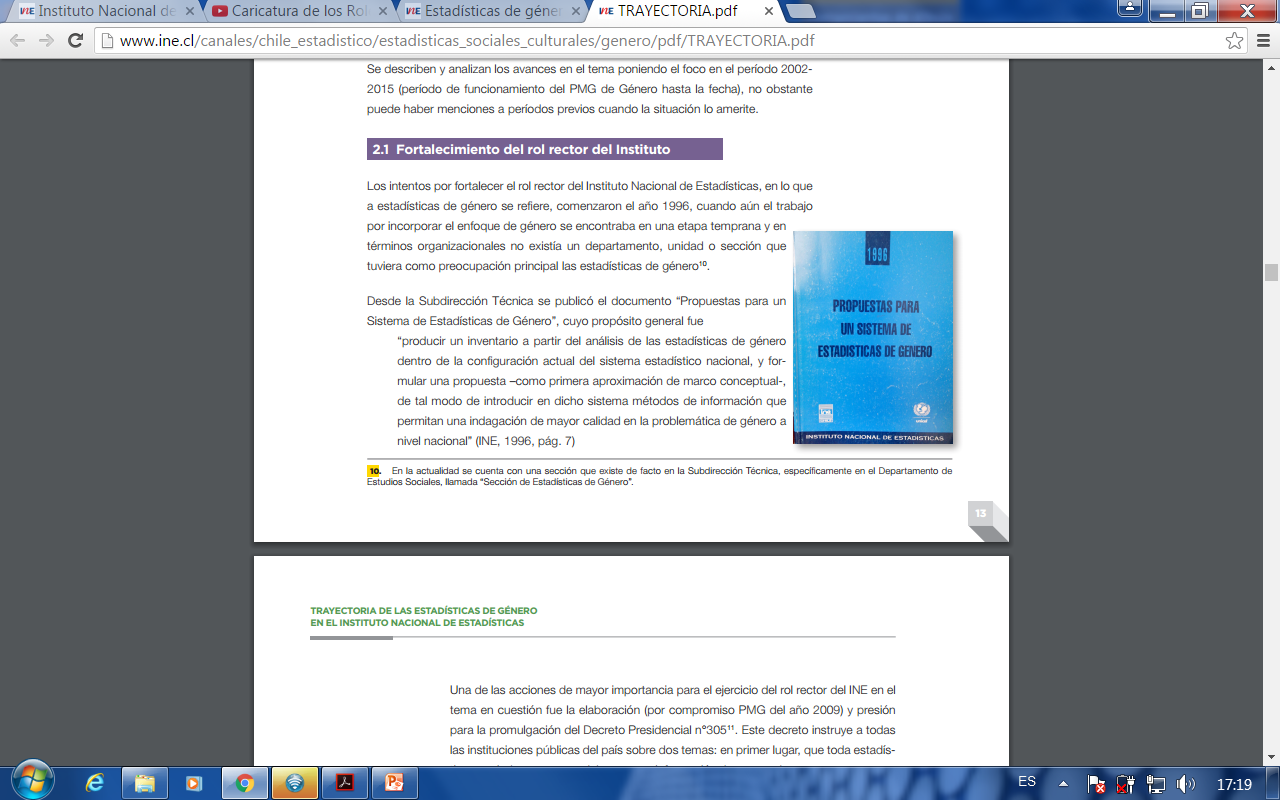 Instituto Nacional de
Caricatura de los Rol
Estadísticas de géner
TRAYECTORIA.pdf
www.ine.cl/canales/chile_estadistico/estadisticas_sociales_culturales/genero/pdf/TRAYECTORIA.pdf
Se describen y analizan los avances en el tema poniendo el foco en el período 2002-
2015 (período de funcionamiento del PMG de Género hasta la fecha), no obstante
puede haber menciones a períodos previos cuando la situación lo amerite.
2.1 Fortalecimiento del rol rector del Instituto
Los intentos por fortalecer el rol rector del Instituto Nacional de Estadísticas, en lo que
a estadísticas de género se refiere, comenzaron el año 1996, cuando aún el trabajo
por incorporar el enfoque de género se encontraba en una etapa temprana y en
términos organizacionales no existía un departamento, unidad o sección que
tuviera como preocupación principal las estadísticas de género¹⁰.
Desde la Subdirección Técnica se publicó el documento “Propuestas para un
Sistema de Estadísticas de Género”, cuyo propósito general fue
“producir un inventario a partir del análisis de las estadísticas de género
dentro de la configuración actual del sistema estadístico nacional, y for-
mular una propuesta –como primera aproximación de marco conceptual-,
de tal modo de introducir en dicho sistema métodos de información que
permitan una indagación de mayor calidad en la problemática de género a
nivel nacional” (INE, 1996, pág. 7)
1996
PROPUESTAS PARA
UN SISTEMA DE
ESTADISTICAS DE GENERO
INSTITUTO NACIONAL DE ESTADISTICAS
10. En la actualidad se cuenta con una sección que existe de facto en la Subdirección Técnica, específicamente en el Departamento de
Estudios Sociales, llamada “Sección de Estadísticas de Género”.
13
TRAYECTORIA DE LAS ESTADÍSTICAS DE GÉNERO
EN EL INSTITUTO NACIONAL DE ESTADÍSTICAS
Una de las acciones de mayor importancia para el ejercicio del rol rector del INE en el
tema en cuestión fue la elaboración (por compromiso PMG del año 2009) y presión
para la promulgación del Decreto Presidencial n°305¹¹. Este decreto instruye a todas
las instituciones públicas del país sobre dos temas: en primer lugar, que toda estadís-
ES
17:19